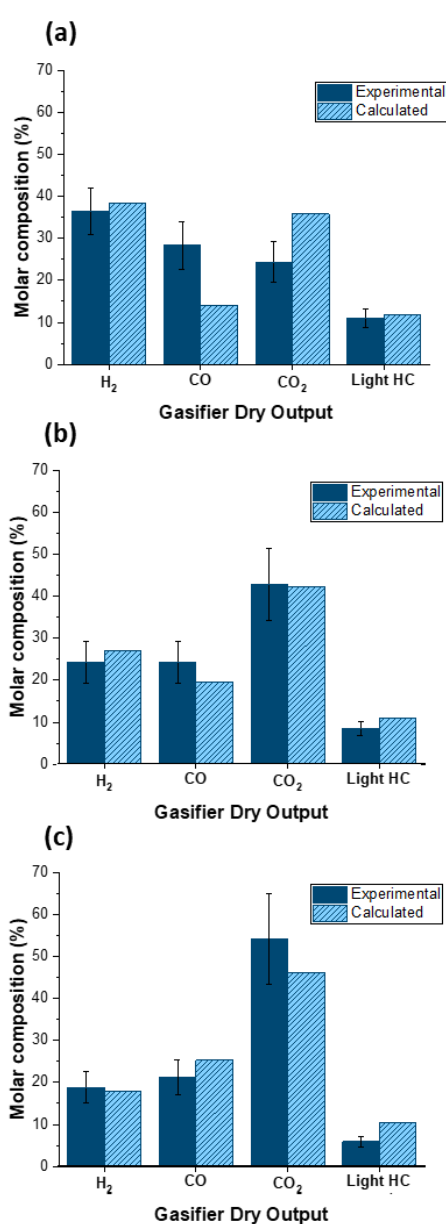 (a)
70
60
50
40
30
20
10
0
Molar composition (%)
Experimental
Calculated
H₂ CO CO₂ Light HC
Gasifier Dry Output
(b)
70
60
50
40
30
20
10
0
Molar composition (%)
Experimental
Calculated
H₂ CO CO₂ Light HC
Gasifier Dry Output
(c)
70
60
50
40
30
20
10
0
Molar composition (%)
Experimental
Calculated
H₂ CO CO₂ Light HC
Gasifier Dry Output